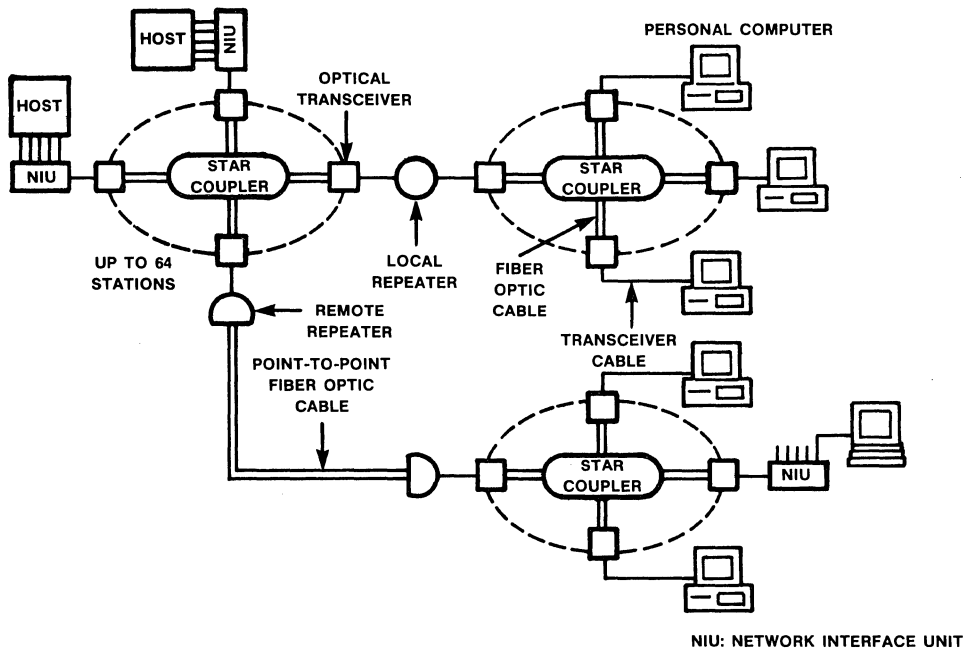 HOST
NIU
PERSONAL COMPUTER
OPTICAL
TRANSCEIVER
HOST
NIU
STAR
COUPLER
STAR
COUPLER
UP TO 64
STATIONS
LOCAL
REPEATER
FIBER
OPTIC
CABLE
REMOTE
REPEATER
TRANSCEIVER
CABLE
POINT-TO-POINT
FIBER OPTIC
CABLE
STAR
COUPLER
NIU
NIU: NETWORK INTERFACE UNIT